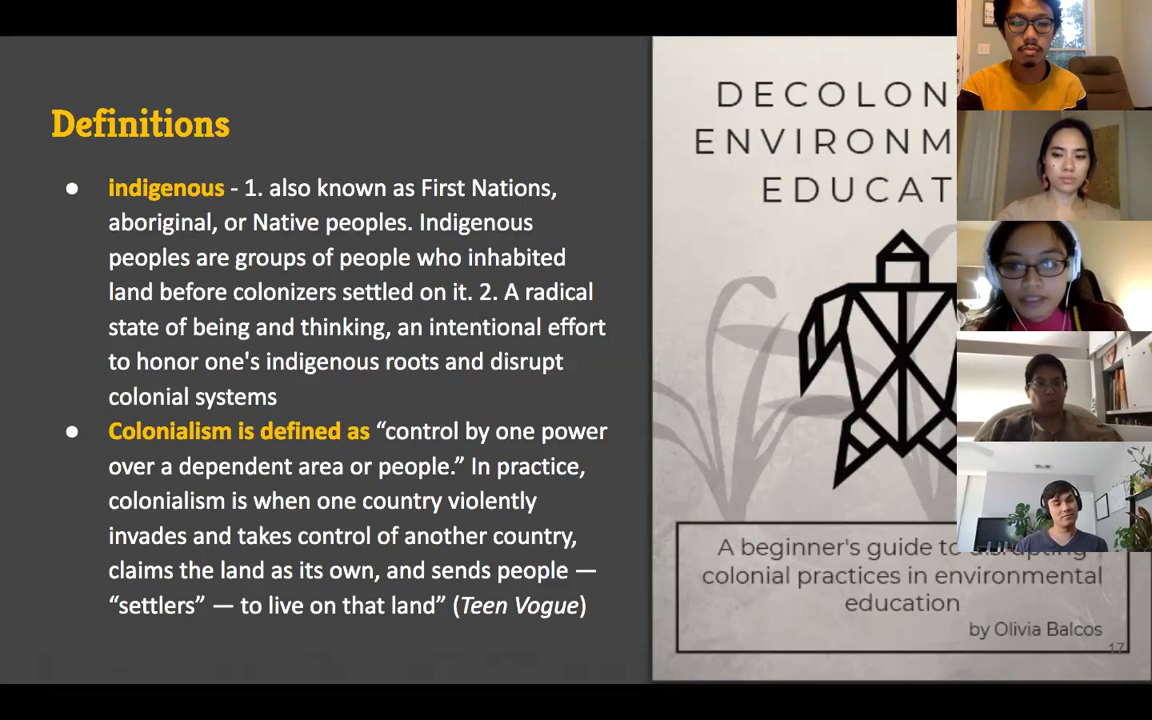 Definitions
● indigenous - 1. also known as First Nations,
aboriginal, or Native peoples. Indigenous
peoples are groups of people who inhabited
land before colonizers settled on it. 2. A radical
state of being and thinking, an intentional effort
to honor one's indigenous roots and disrupt
colonial systems
● Colonialism is defined as “control by one power
over a dependent area or people.” In practice,
colonialism is when one country violently
invades and takes control of another country,
claims the land as its own, and sends people —
“settlers” — to live on that land” (Teen Vogue)
DECOLON
ENVIRONM
EDUCAT
A beginner's guide to disrupting
colonial practices in environmental
education
by Olivia Balcos
17